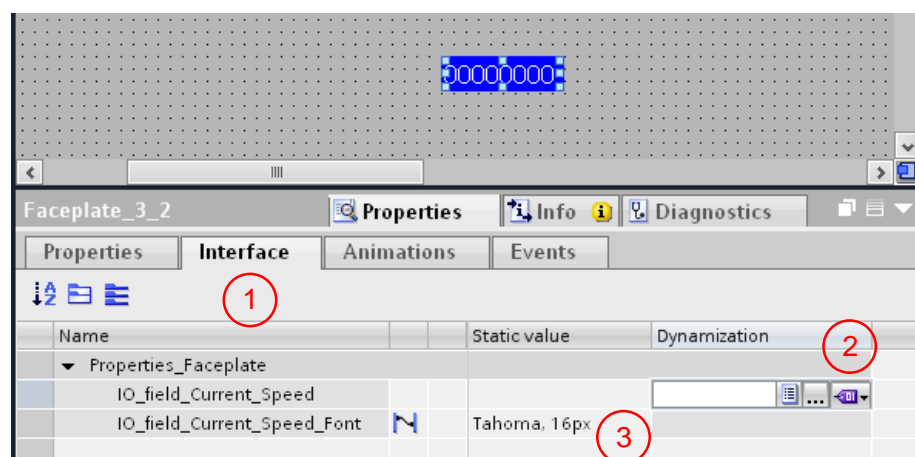 00000000
Faceplate_3_2 Properties Info Diagnostics
Properties Interface Animations Events
1
Name Static value Dynamization
2
Properties_Faceplate
IO_field_Current_Speed ...
IO_field_Current_Speed_Font Tahoma, 16px
3